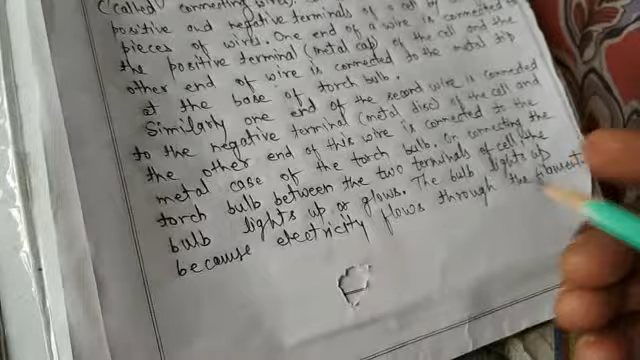 (called connecting wires).
positive and negetive terminals of a cell by
pieces of wires. One end of a wire is connected to
the positive terminal (metal cap) of the cell and the
other end of wire is connected to the metal tip
at the base of torch bulb.
Similarly one end of the second wire is connected
to the negative terminal (metal disc) of the cell and
the other end of this wire is connected to the
metal case of the torch bulb. On connecting the
torch bulb between the two terminals of cell, the
bulb lights up or glows. The bulb lights up
because electricity flows through the filament.